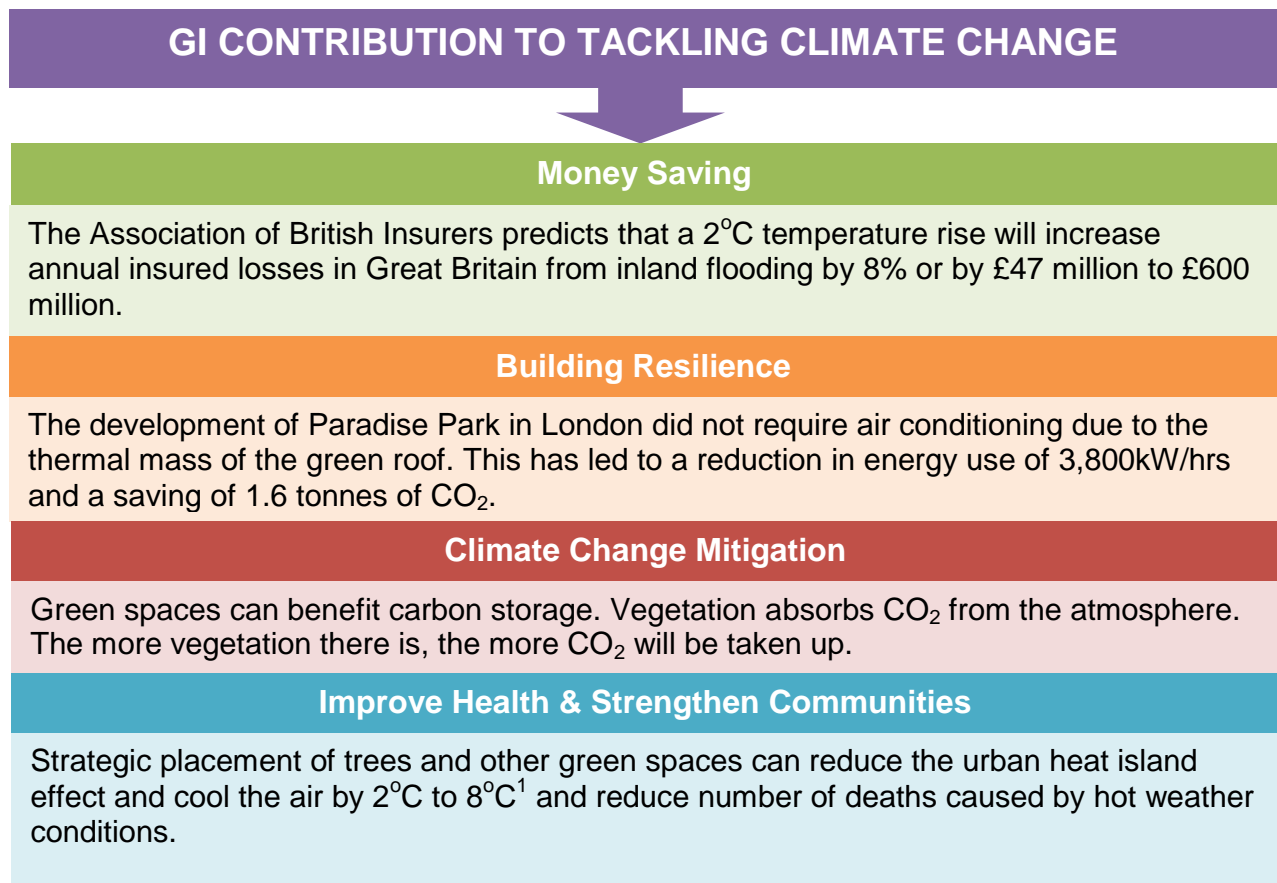 GI CONTRIBUTION TO TACKLING CLIMATE CHANGE
Money Saving
The Association of British Insurers predicts that a 2°C temperature rise will increase
annual insured losses in Great Britain from inland flooding by 8% or by £47 million to £600
million.
Building Resilience
The development of Paradise Park in London did not require air conditioning due to the
thermal mass of the green roof. This has led to a reduction in energy use of 3,800kW/hrs
and a saving of 1.6 tonnes of CO₂.
Climate Change Mitigation
Green spaces can benefit carbon storage. Vegetation absorbs CO₂ from the atmosphere.
The more vegetation there is, the more CO₂ will be taken up.
Improve Health & Strengthen Communities
Strategic placement of trees and other green spaces can reduce the urban heat island
effect and cool the air by 2°C to 8°C¹ and reduce number of deaths caused by hot weather
conditions.